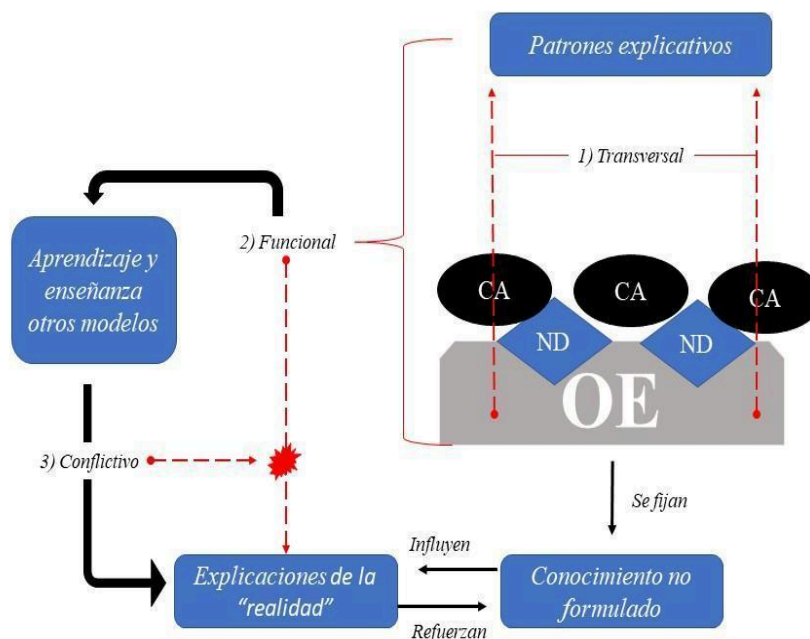 Patrones explicativos
1) Transversal
2) Funcional
Aprendizaje y
enseñanza
otros modelos
CA
CA
CA
ND
ND
OE
3) Conflictivo
Se fijan
Influyen
Explicaciones de la
“realidad”
Conocimiento no
formulado
Refuerzan